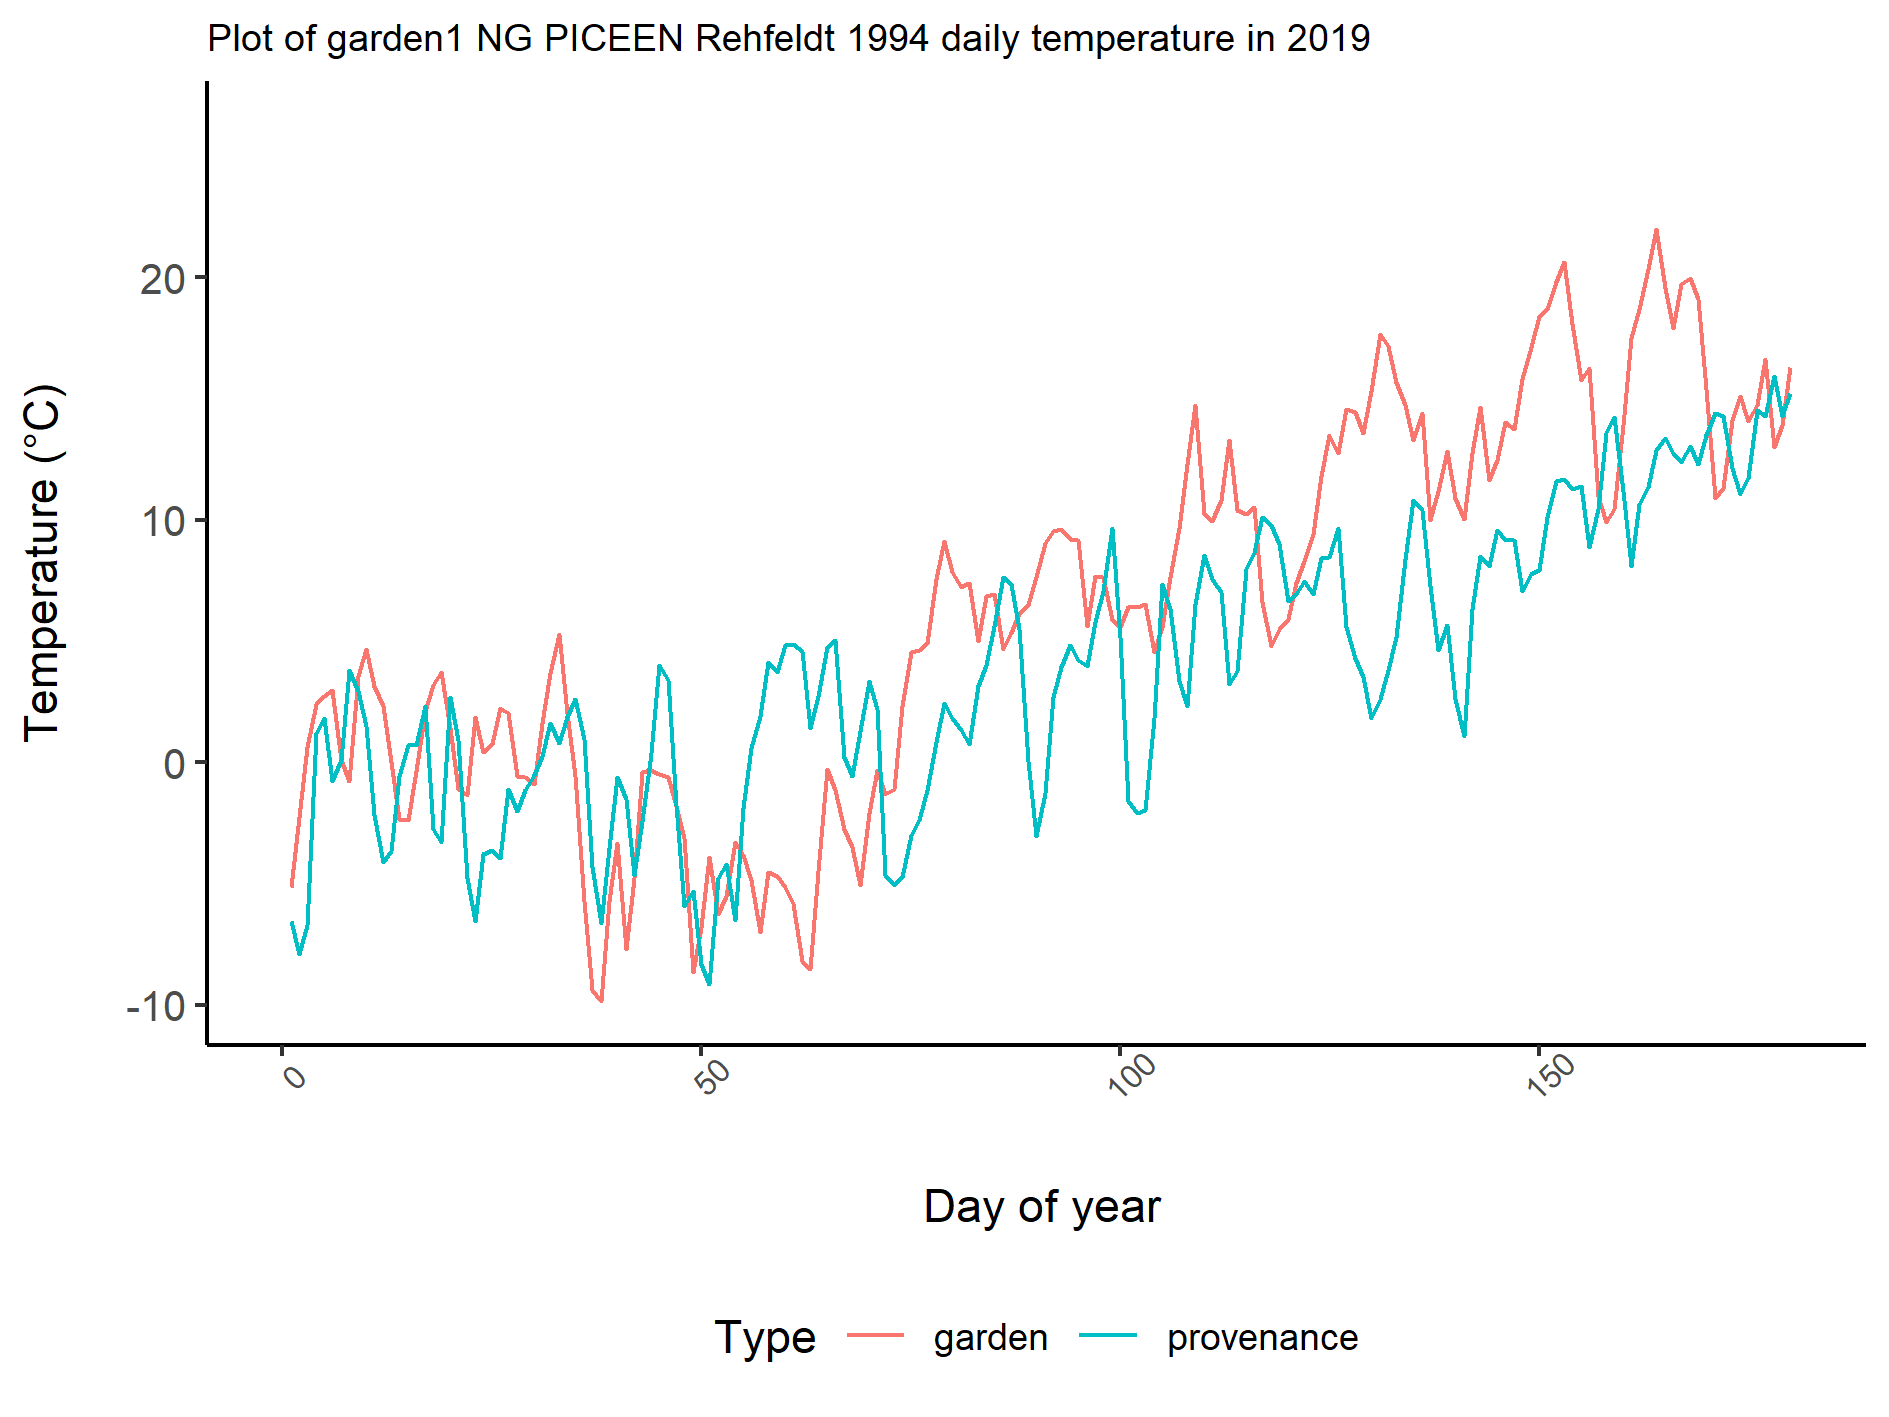 Plot of garden1 NG PICEEN Rehfeldt 1994 daily temperature in 2019
Temperature (°C)
20
10
0
-10
0
50
100
150
Day of year
Type
garden
provenance